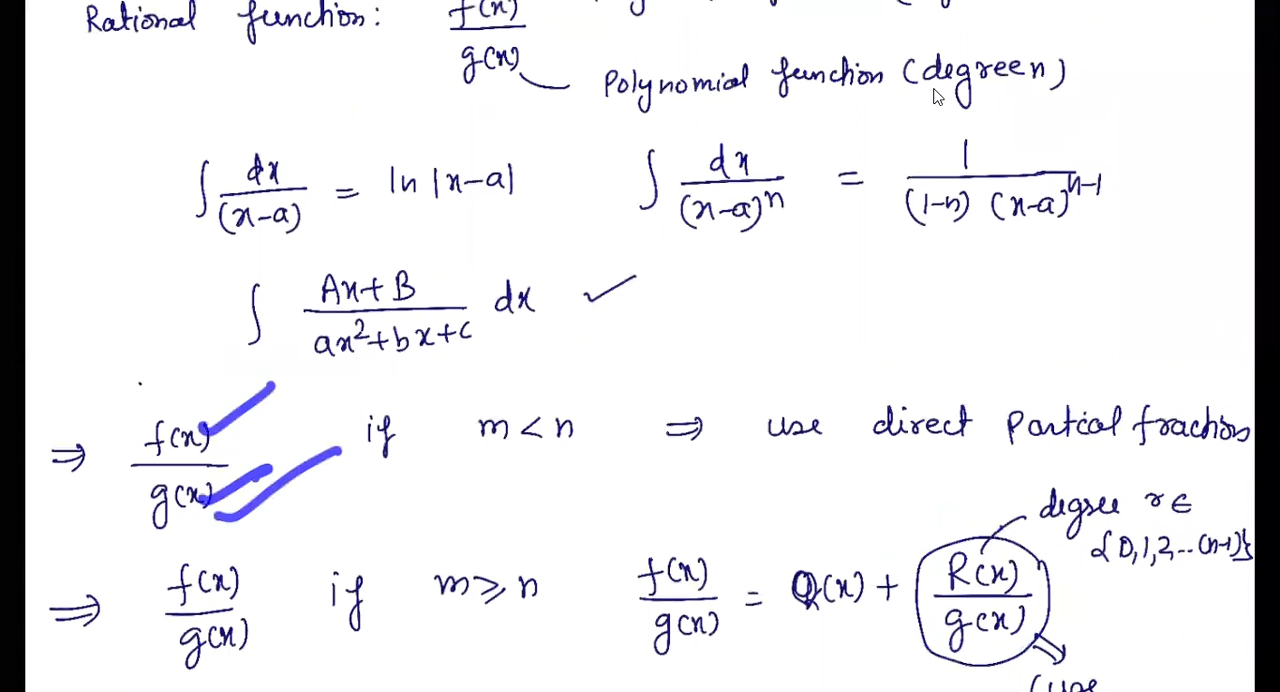 Rational function: f(x)
g(x) Polynomial function (degree n)
∫ dx/(x-a) = ln |x-a| ∫ dx/(x-a)^n = 1/((1-n) (x-a)^(n-1))
∫ (Ax+B)/(ax²+bx+c) dx ✓
⇒ f(x)/g(x) if m < n ⇒ use direct Partial fractions
degree r ∈
{0,1,2,..(n-1)}
⇒ f(x)/g(x) if m ⩾ n f(x)/g(x) = Q(x) + R(x)/g(x)